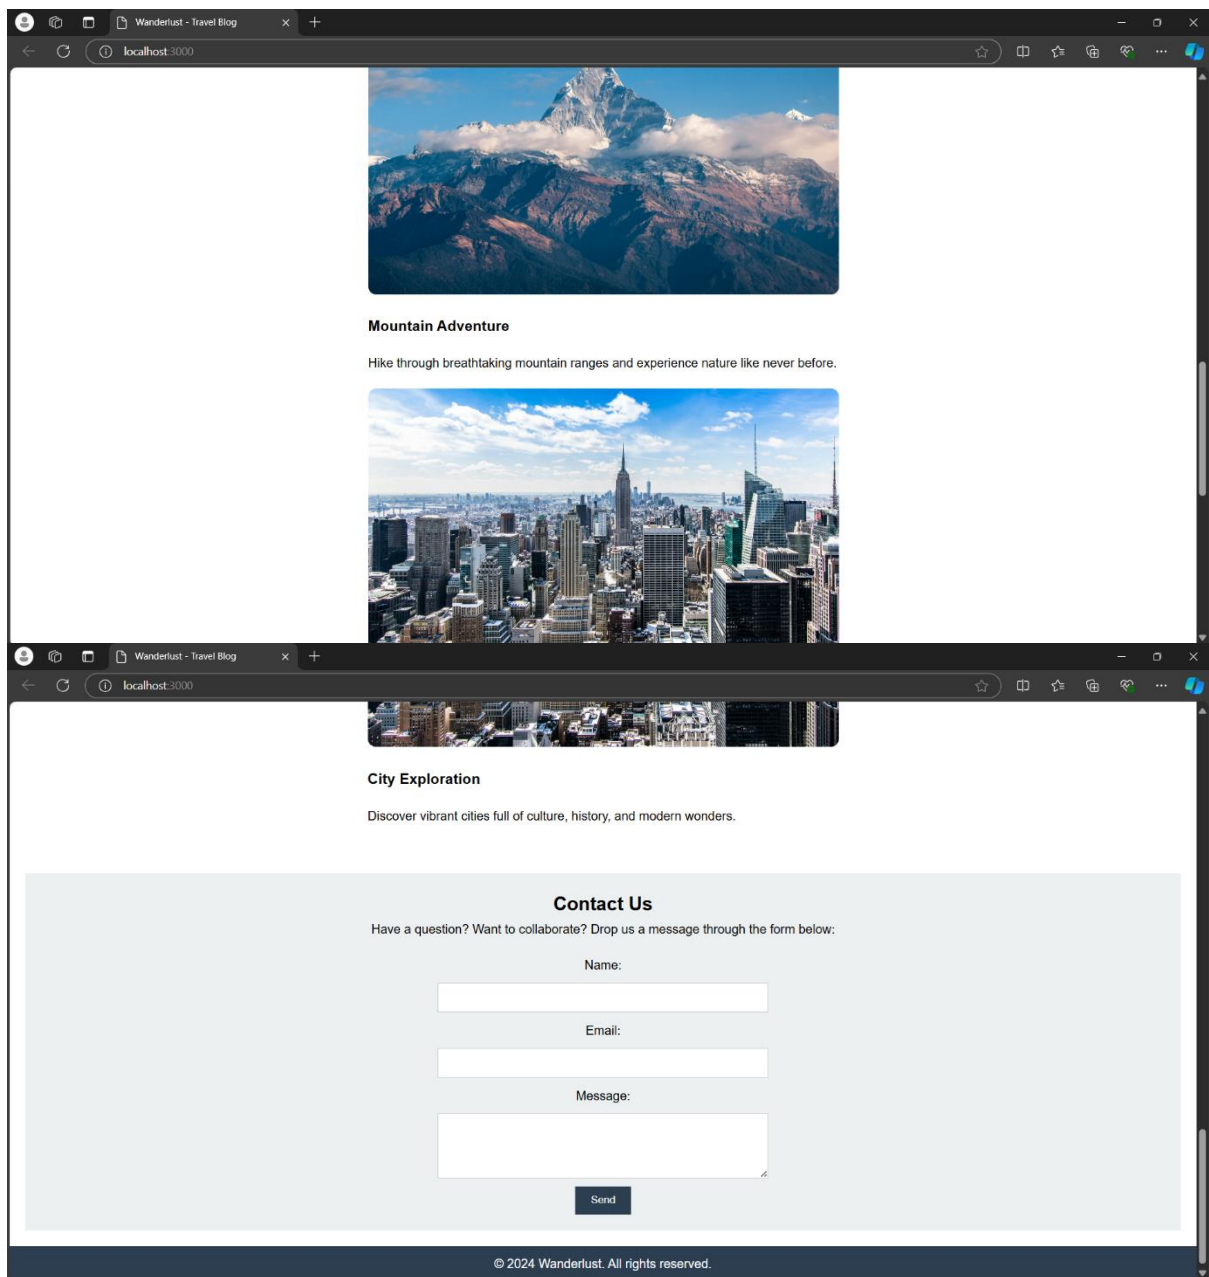 Wanderlust - Travel Blog
localhost:3000
Mountain Adventure
Hike through breathtaking mountain ranges and experience nature like never before.
Wanderlust - Travel Blog
localhost:3000
City Exploration
Discover vibrant cities full of culture, history, and modern wonders.
Contact Us
Have a question? Want to collaborate? Drop us a message through the form below:
Name:
Email:
Message:
Send
© 2024 Wanderlust. All rights reserved.